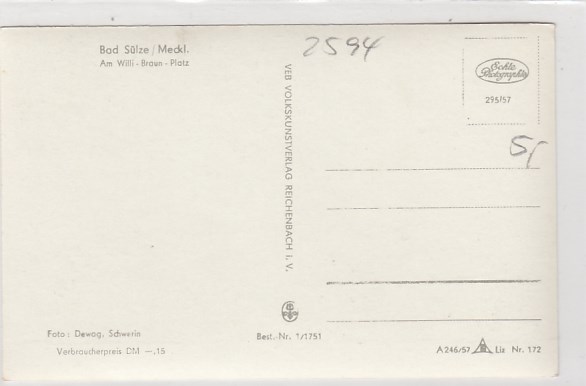 Bad Sülze / Meckl.
Am Willi - Braun - Platz
2594
Echte
Photographie
295/57
5,-
VEB VOLKSKUNSTVERLAG REICHENBACH i. V.
Foto: Dewag, Schwerin
Verbraucherpreis DM —,15
Best.-Nr. 1/1751
A 246/57 Liz Nr. 172